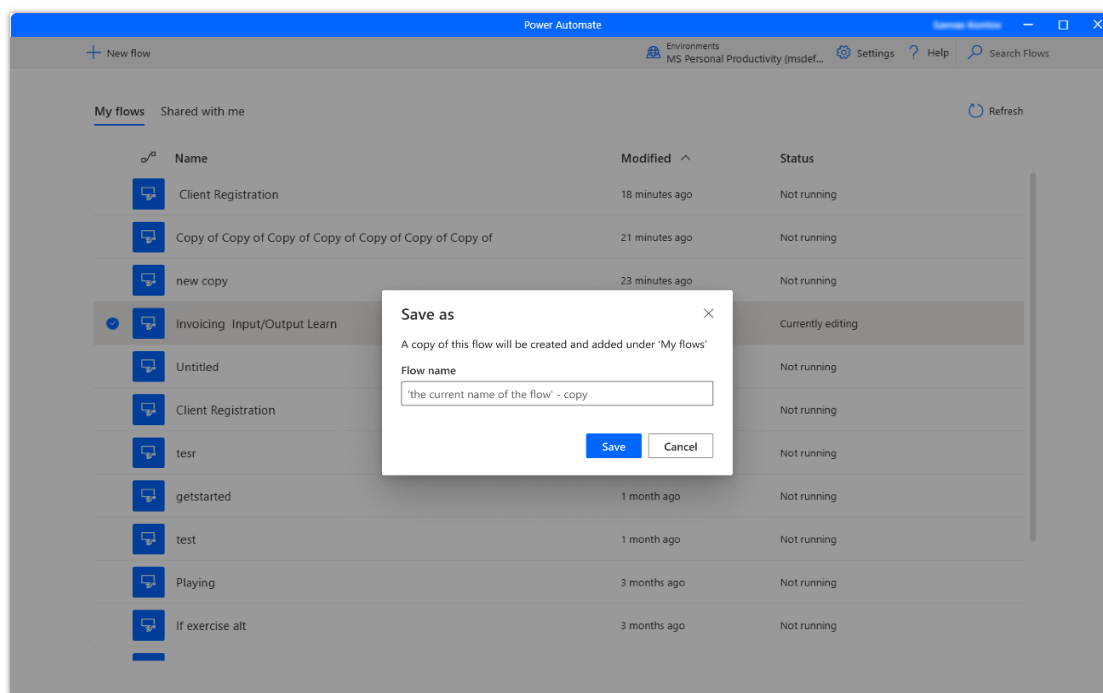 Power Automate
New flow
Environments
MS Personal Productivity (msdef...
Settings
Help
Search Flows
My flows
Shared with me
Refresh
Name
Modified
Status
Client Registration
18 minutes ago
Not running
Copy of Copy of Copy of Copy of Copy of Copy of Copy of
21 minutes ago
Not running
new copy
23 minutes ago
Not running
Invoicing Input/Output Learn
Currently editing
Untitled
Not running
Client Registration
Not running
tesr
Not running
getstarted
1 month ago
Not running
test
1 month ago
Not running
Playing
3 months ago
Not running
If exercise alt
3 months ago
Not running
Save as
A copy of this flow will be created and added under 'My flows'
Flow name
'the current name of the flow' - copy
Save
Cancel